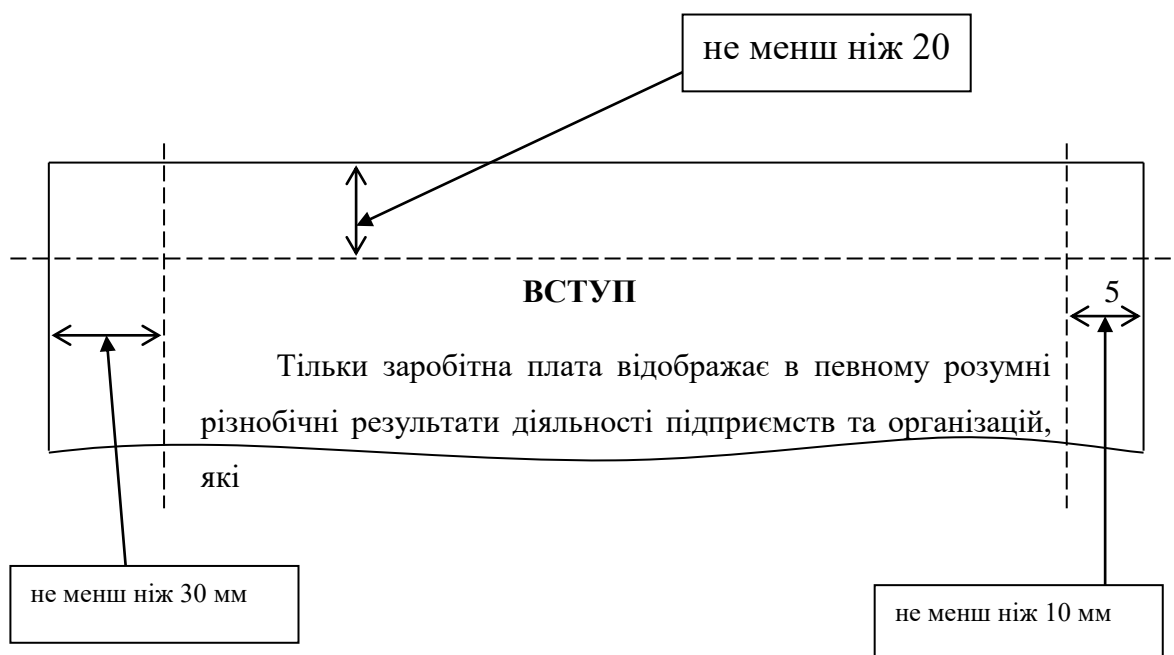 не менш ніж 20
ВСТУП
5
Тільки заробітна плата відображає в певному розумні
різнобічні результати діяльності підприємств та організацій,
які
не менш ніж 30 мм
не менш ніж 10 мм